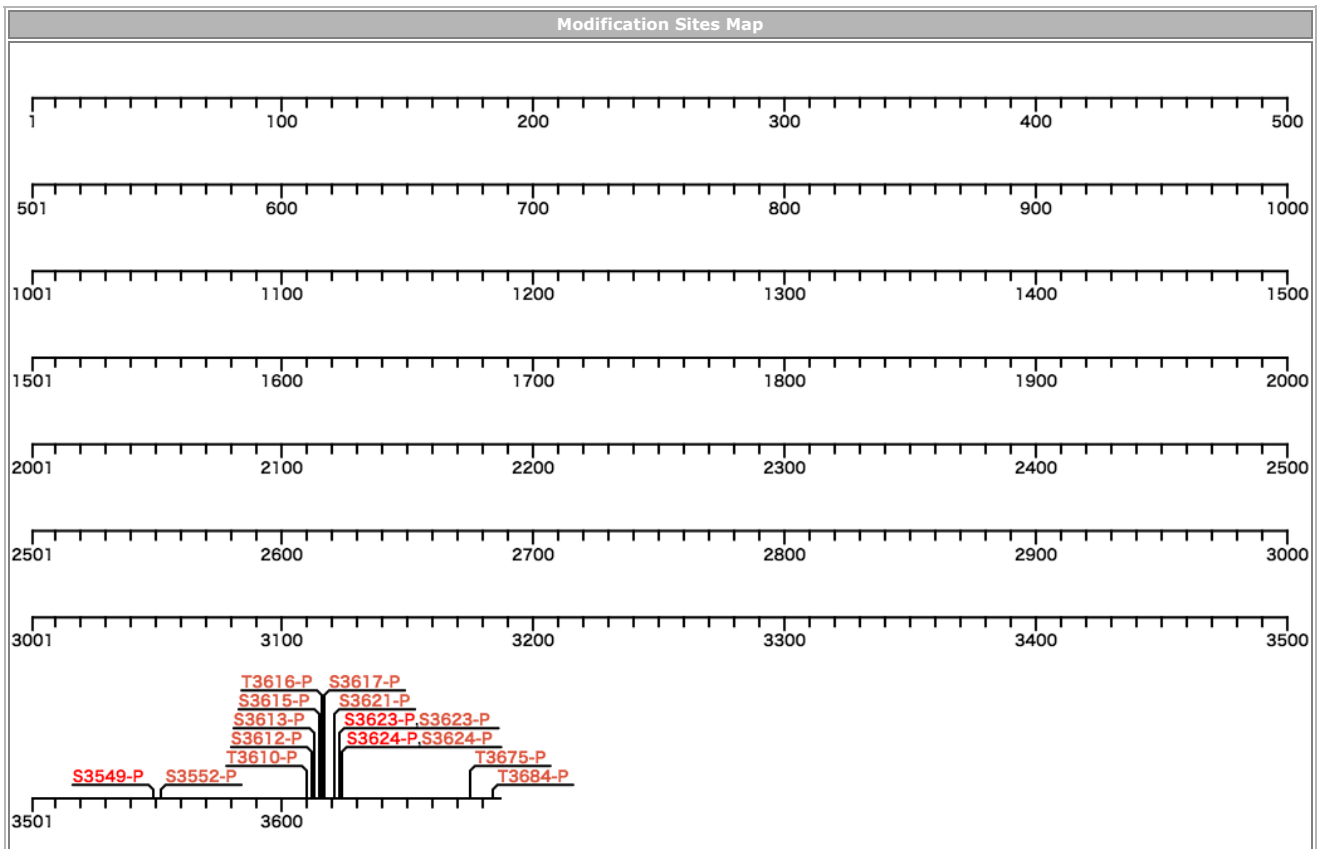 Modification Sites Map
1 100 200 300 400 500
501 600 700 800 900 1000
1001 1100 1200 1300 1400 1500
1501 1600 1700 1800 1900 2000
2001 2100 2200 2300 2400 2500
2501 2600 2700 2800 2900 3000
3001 3100 3200 3300 3400 3500
T3616-P S3617-P
S3615-P S3621-P
S3613-P S3623-P,S3623-P
S3612-P S3624-P,S3624-P
T3610-P T3675-P
S3549-P S3552-P T3684-P
3501 3600